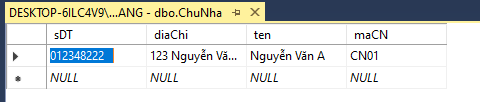 DESKTOP-6ILC4V9\...ANG - dbo.ChuNha
sDT diaChi ten maCN
012348222 123 Nguyễn Vă... Nguyễn Văn A CN01
NULL NULL NULL NULL